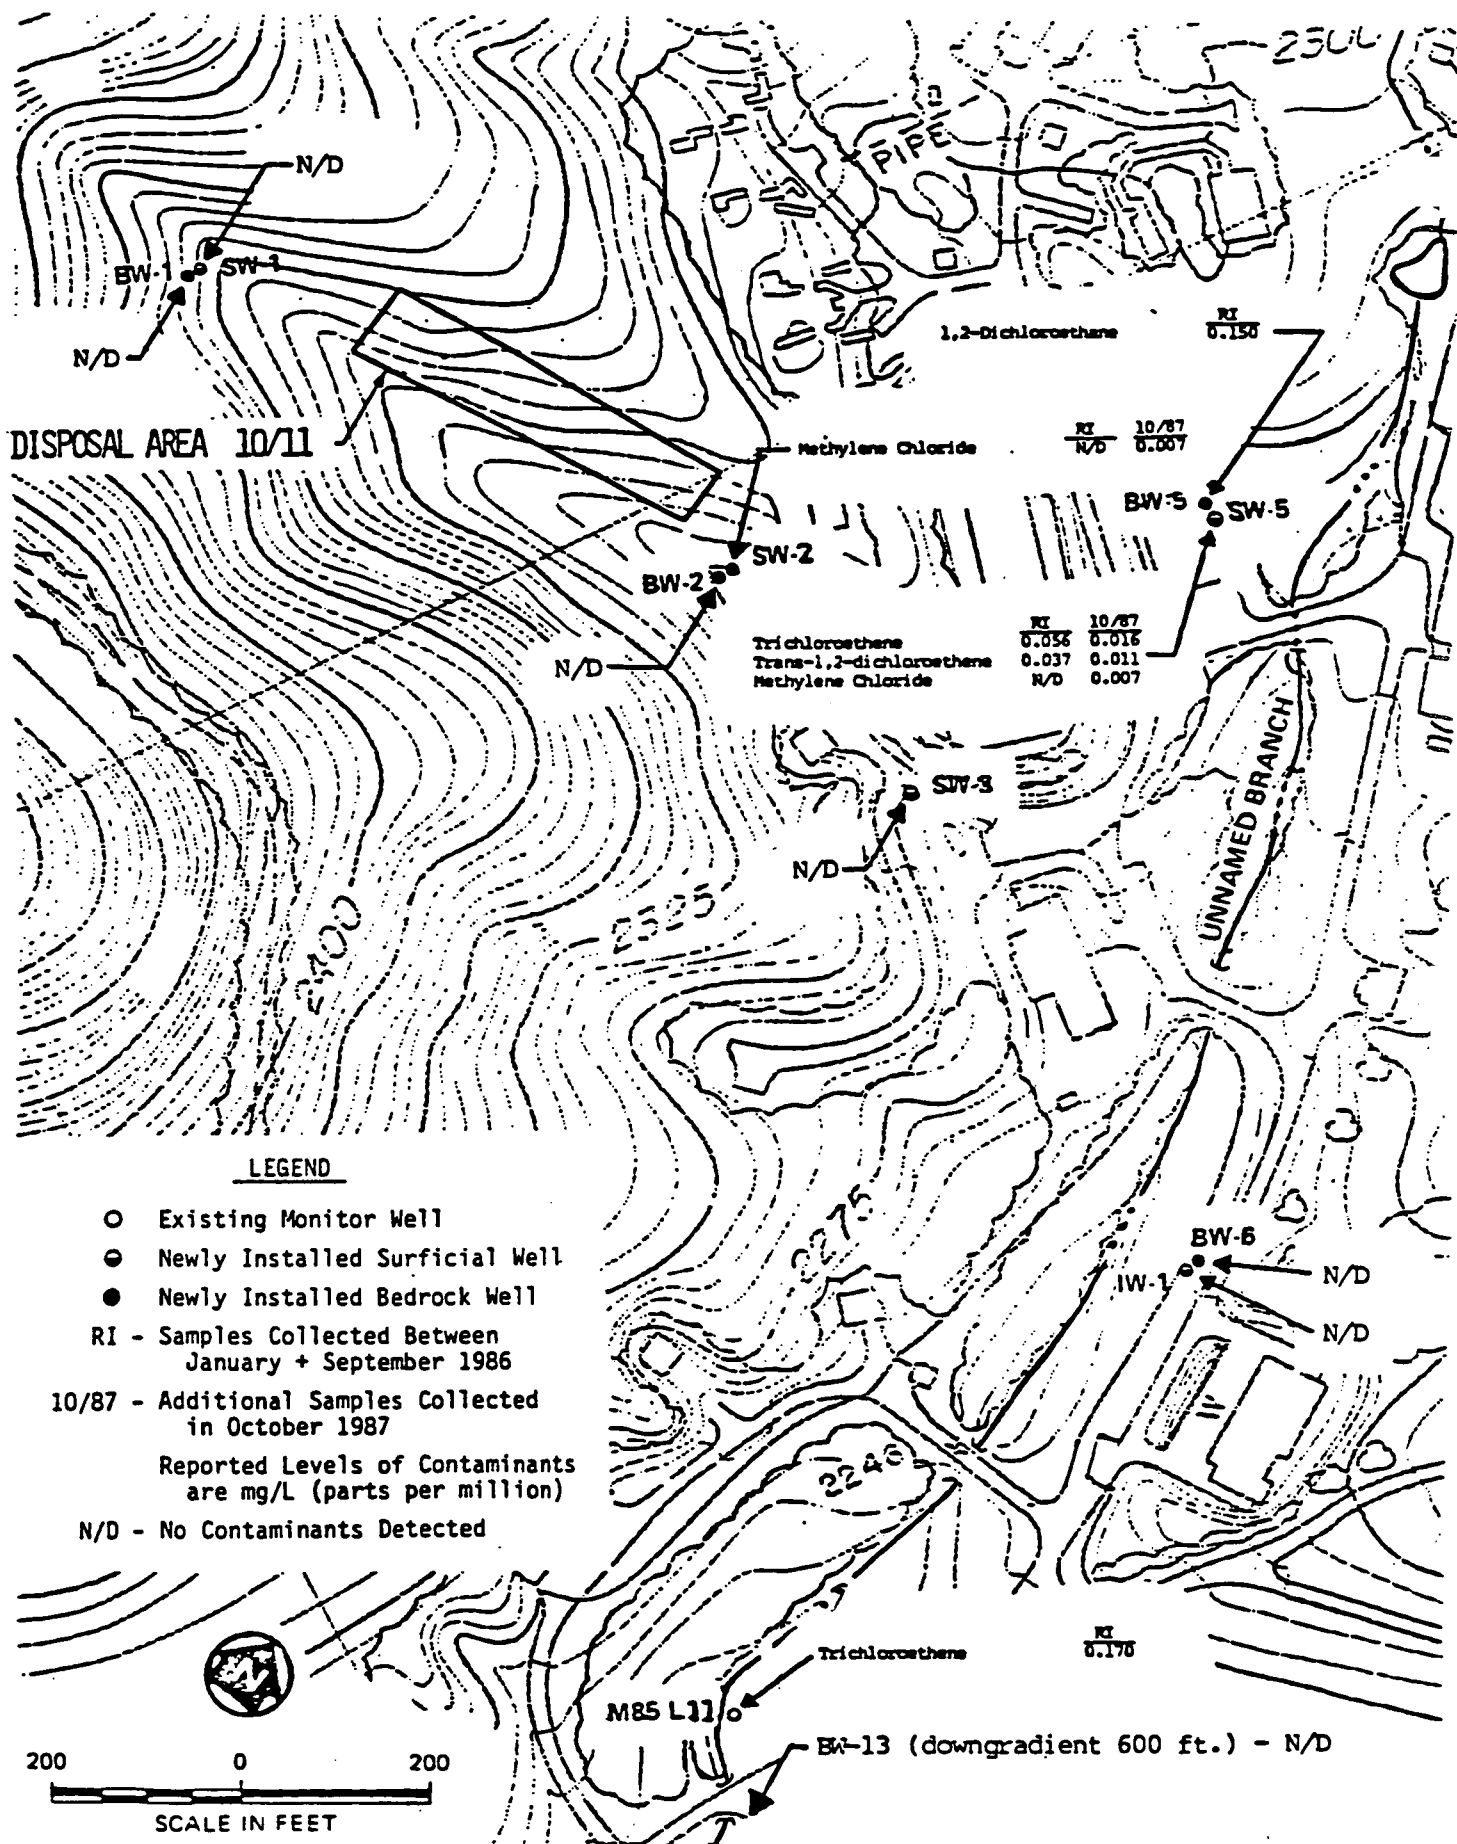 2300
PIPE
N/D
BW-1 SW-1
N/D
1,2-Dichloroethane RI
0.150
DISPOSAL AREA 10/11
Methylene Chloride RI 10/87
N/D 0.007
BW-5 SW-5
SW-2
BW-2
N/D
RI 10/87
Trichloroethene 0.056 0.016
Trans-1,2-dichloroethene 0.037 0.011
Methylene Chloride N/D 0.007
UNNAMED BRANCH
SW-3
N/D
2325
2400
2275
LEGEND
Existing Monitor Well
Newly Installed Surficial Well
Newly Installed Bedrock Well
RI - Samples Collected Between
January + September 1986
10/87 - Additional Samples Collected
in October 1987
Reported Levels of Contaminants
are mg/L (parts per million)
N/D - No Contaminants Detected
BW-6
IW-1
N/D
N/D
Trichloroethene RI
0.170
M85 L11
BW-13 (downgradient 600 ft.) - N/D
200 0 200
SCALE IN FEET